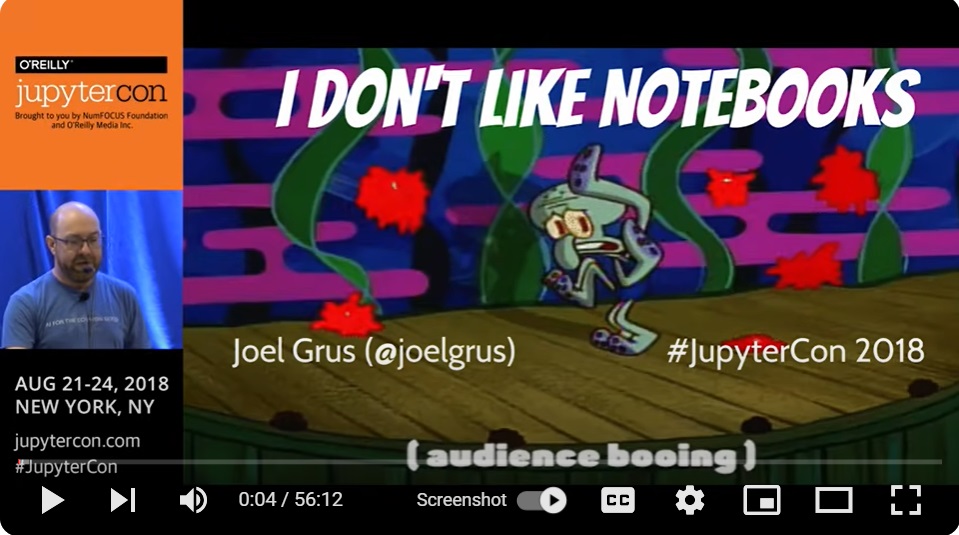 O'REILLY
jupytercon
Brought to you by NumFOCUS Foundation
and O'Reilly Media Inc.
I DON'T LIKE NOTEBOOKS
Joel Grus (@joelgrus)
#JupyterCon 2018
AUG 21-24, 2018
NEW YORK, NY
jupytercon.com
#JupyterCon
( audience booing )
0:04 / 56:12
Screenshot
CC